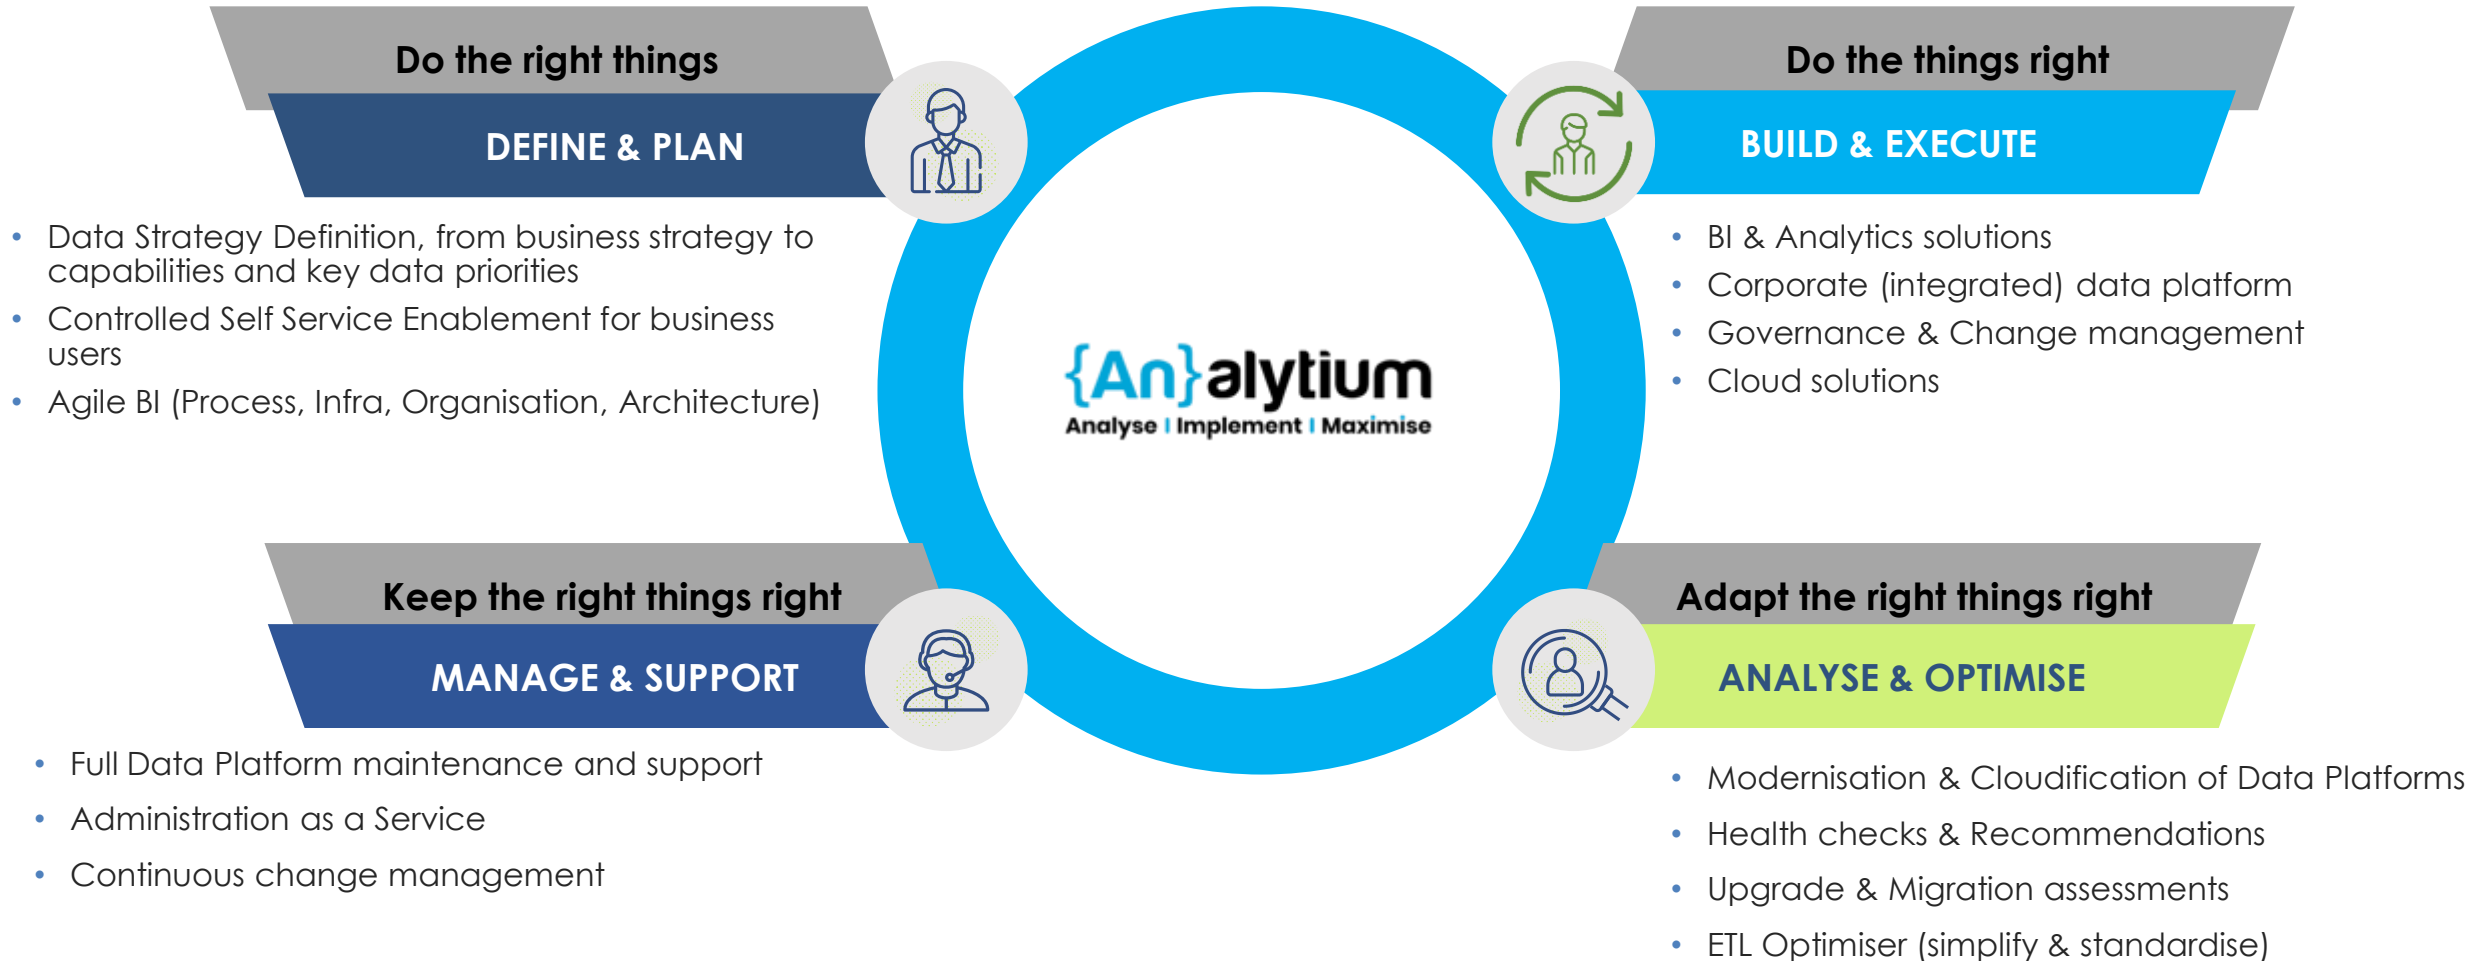 Do the right things
DEFINE & PLAN
• Data Strategy Definition, from business strategy to
capabilities and key data priorities
• Controlled Self Service Enablement for business
users
• Agile BI (Process, Infra, Organisation, Architecture)
Do the things right
BUILD & EXECUTE
• BI & Analytics solutions
• Corporate (integrated) data platform
• Governance & Change management
• Cloud solutions
{An}alytium
Analyse I Implement I Maximise
Keep the right things right
MANAGE & SUPPORT
• Full Data Platform maintenance and support
• Administration as a Service
• Continuous change management
Adapt the right things right
ANALYSE & OPTIMISE
• Modernisation & Cloudification of Data Platforms
• Health checks & Recommendations
• Upgrade & Migration assessments
• ETL Optimiser (simplify & standardise)